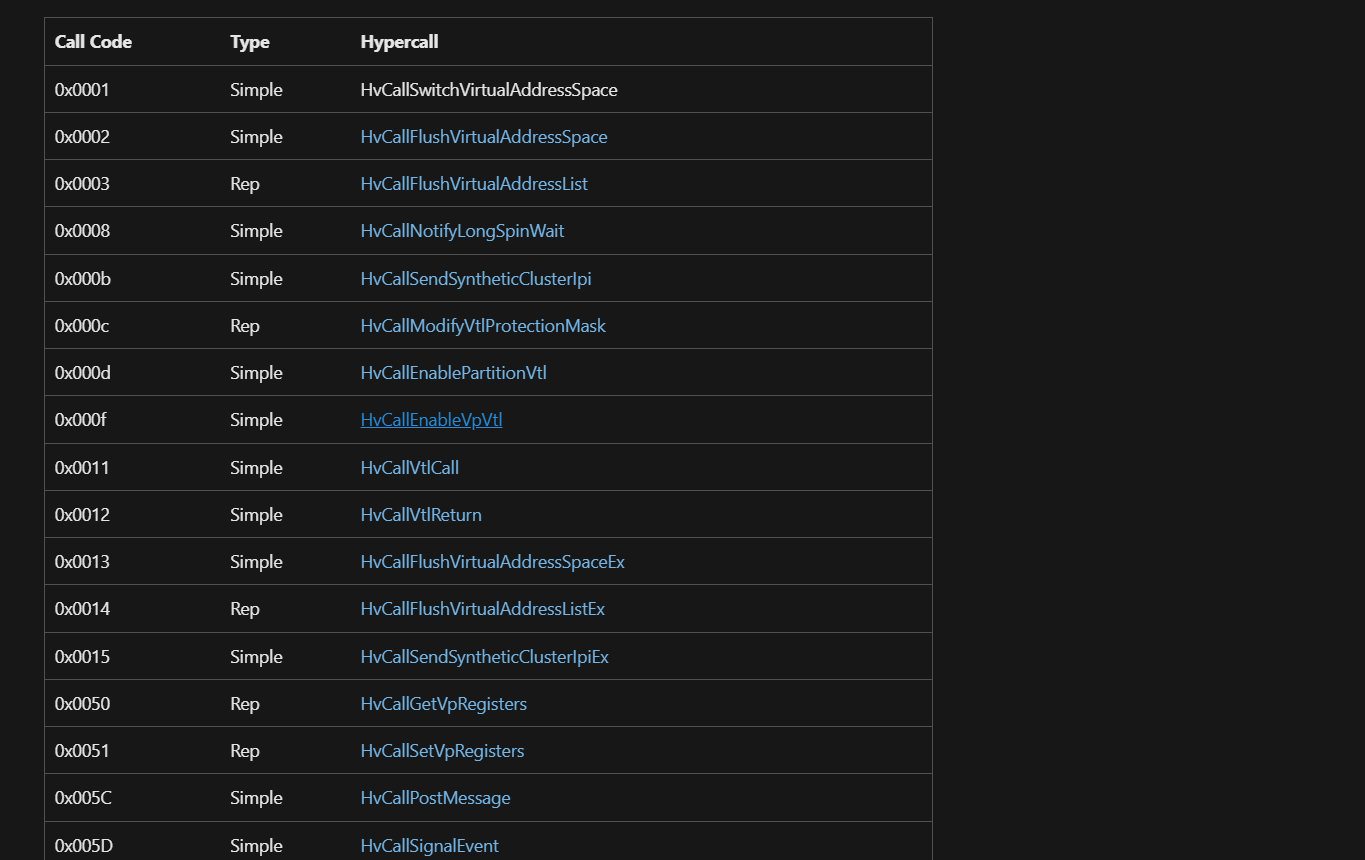 Call Code Type Hypercall
0x0001 Simple HvCallSwitchVirtualAddressSpace
0x0002 Simple HvCallFlushVirtualAddressSpace
0x0003 Rep HvCallFlushVirtualAddressList
0x0008 Simple HvCallNotifyLongSpinWait
0x000b Simple HvCallSendSyntheticClusterIpi
0x000c Rep HvCallModifyVtlProtectionMask
0x000d Simple HvCallEnablePartitionVtl
0x000f Simple HvCallEnableVpVtl
0x0011 Simple HvCallVtlCall
0x0012 Simple HvCallVtlReturn
0x0013 Simple HvCallFlushVirtualAddressSpaceEx
0x0014 Rep HvCallFlushVirtualAddressListEx
0x0015 Simple HvCallSendSyntheticClusterIpiEx
0x0050 Rep HvCallGetVpRegisters
0x0051 Rep HvCallSetVpRegisters
0x005C Simple HvCallPostMessage
0x005D Simple HvCallSignalEvent